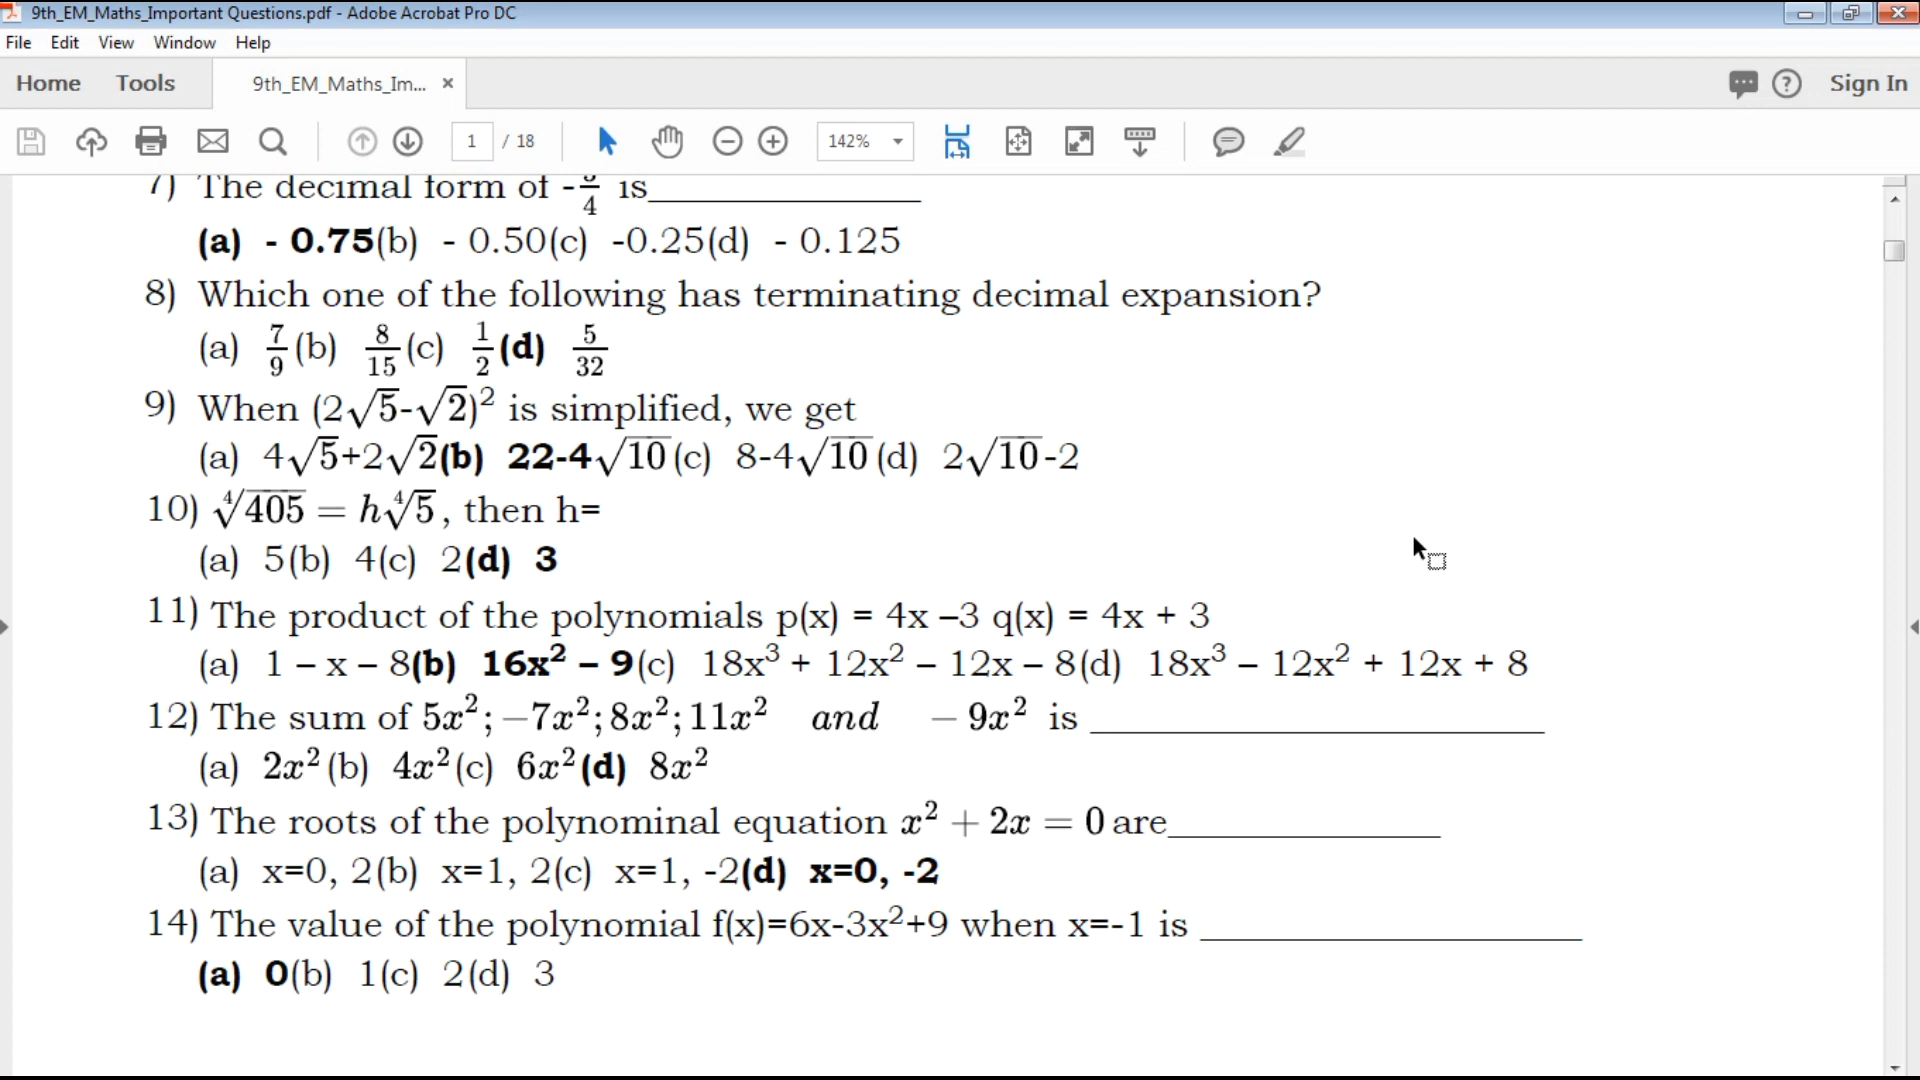 9th_EM_Maths_Important Questions.pdf - Adobe Acrobat Pro DC
File Edit View Window Help
Home Tools 9th_EM_Maths_Im... × Sign In
1 / 18 142%
7) The decimal form of -3/4 is_______________
(a) - 0.75(b) - 0.50(c) -0.25(d) - 0.125
8) Which one of the following has terminating decimal expansion?
(a) 7/9 (b) 8/15 (c) 1/2 (d) 5/32
9) When (2√5-√2)² is simplified, we get
(a) 4√5+2√2(b) 22-4√10(c) 8-4√10(d) 2√10-2
10) ∜405 = h∜5, then h=
(a) 5(b) 4(c) 2(d) 3
11) The product of the polynomials p(x) = 4x –3 q(x) = 4x + 3
(a) 1 – x – 8(b) 16x² – 9(c) 18x³ + 12x² – 12x – 8(d) 18x³ – 12x² + 12x + 8
12) The sum of 5x²; −7x²; 8x²; 11x² and − 9x² is _________________________
(a) 2x² (b) 4x² (c) 6x² (d) 8x²
13) The roots of the polynominal equation x² + 2x = 0 are_______________
(a) x=0, 2(b) x=1, 2(c) x=1, -2(d) x=0, -2
14) The value of the polynomial f(x)=6x-3x²+9 when x=-1 is _____________________
(a) 0(b) 1(c) 2(d) 3